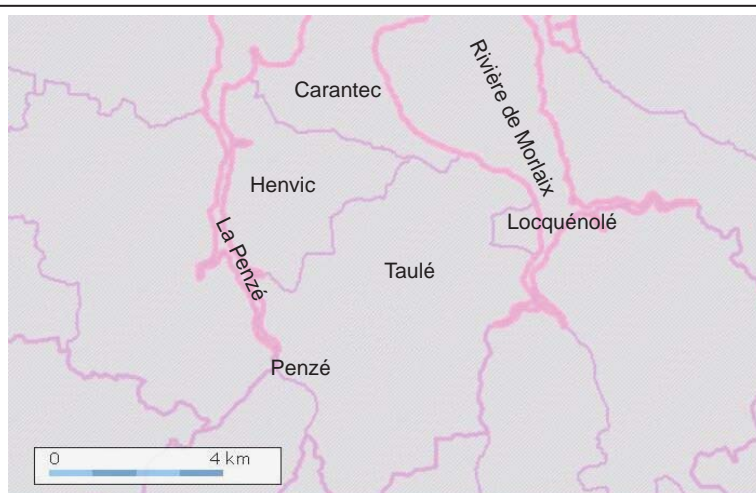 Carantec
Rivière de Morlaix
Henvic
Locquénolé
La Penzé
Taulé
Penzé
0 4 km